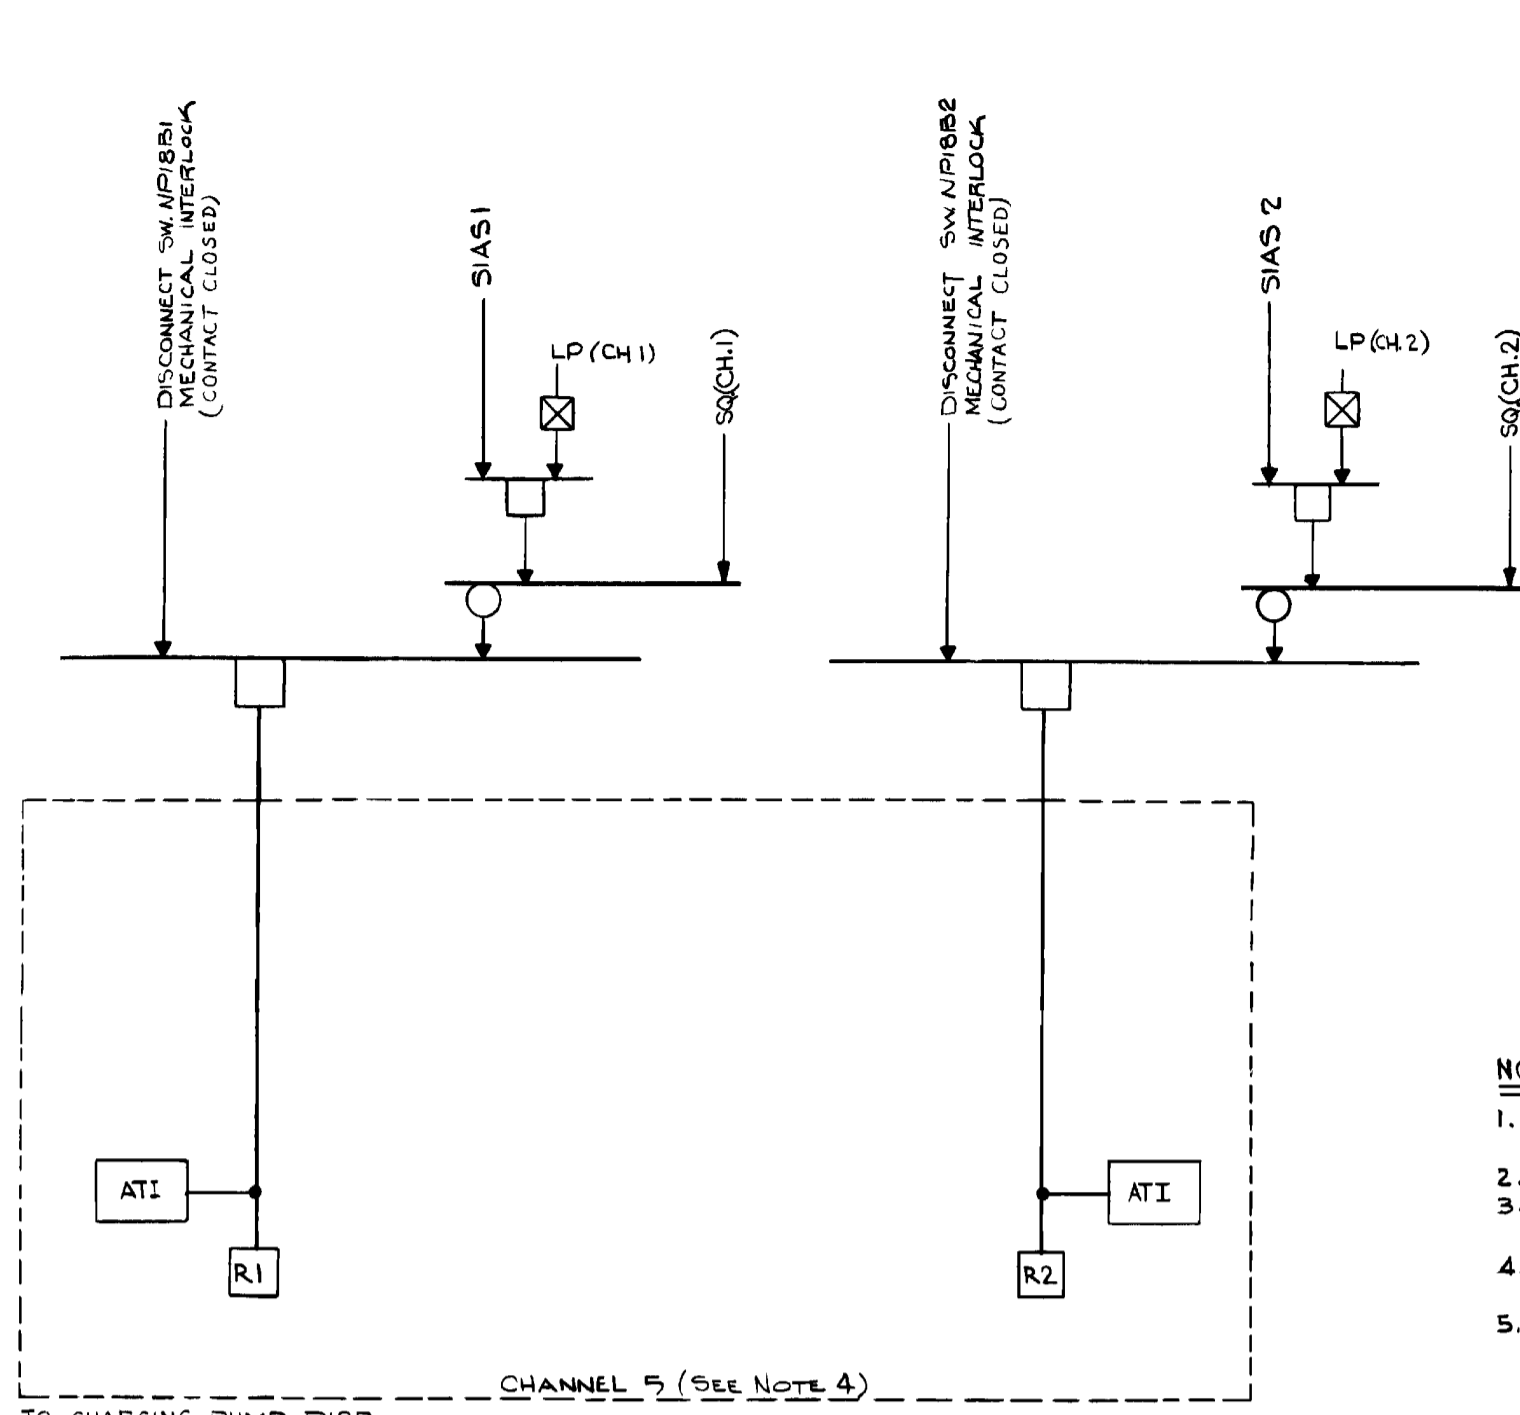 DISCONNECT SW. NP18B1
MECHANICAL INTERLOCK
(CONTACT CLOSED)
SIAS1
LP (CH1)
SQ(CH.1)
DISCONNECT SW. NP18B2
MECHANICAL INTERLOCK
(CONTACT CLOSED)
SIAS 2
LP (CH.2)
SQ(CH.2)
ATI
R1
ATI
R2
1.
2.
3.
4.
5.
CHANNEL 5 (SEE NOTE 4)